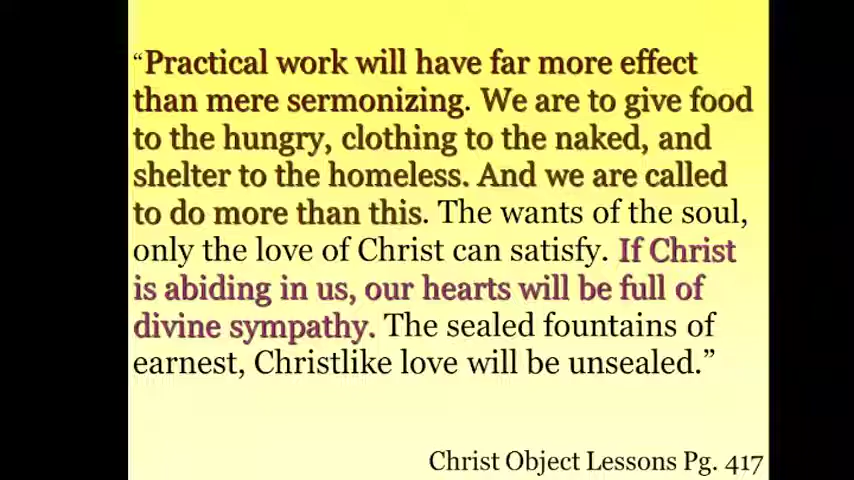 “Practical work will have far more effect
than mere sermonizing. We are to give food
to the hungry, clothing to the naked, and
shelter to the homeless. And we are called
to do more than this. The wants of the soul,
only the love of Christ can satisfy. If Christ
is abiding in us, our hearts will be full of
divine sympathy. The sealed fountains of
earnest, Christlike love will be unsealed.”
Christ Object Lessons Pg. 417